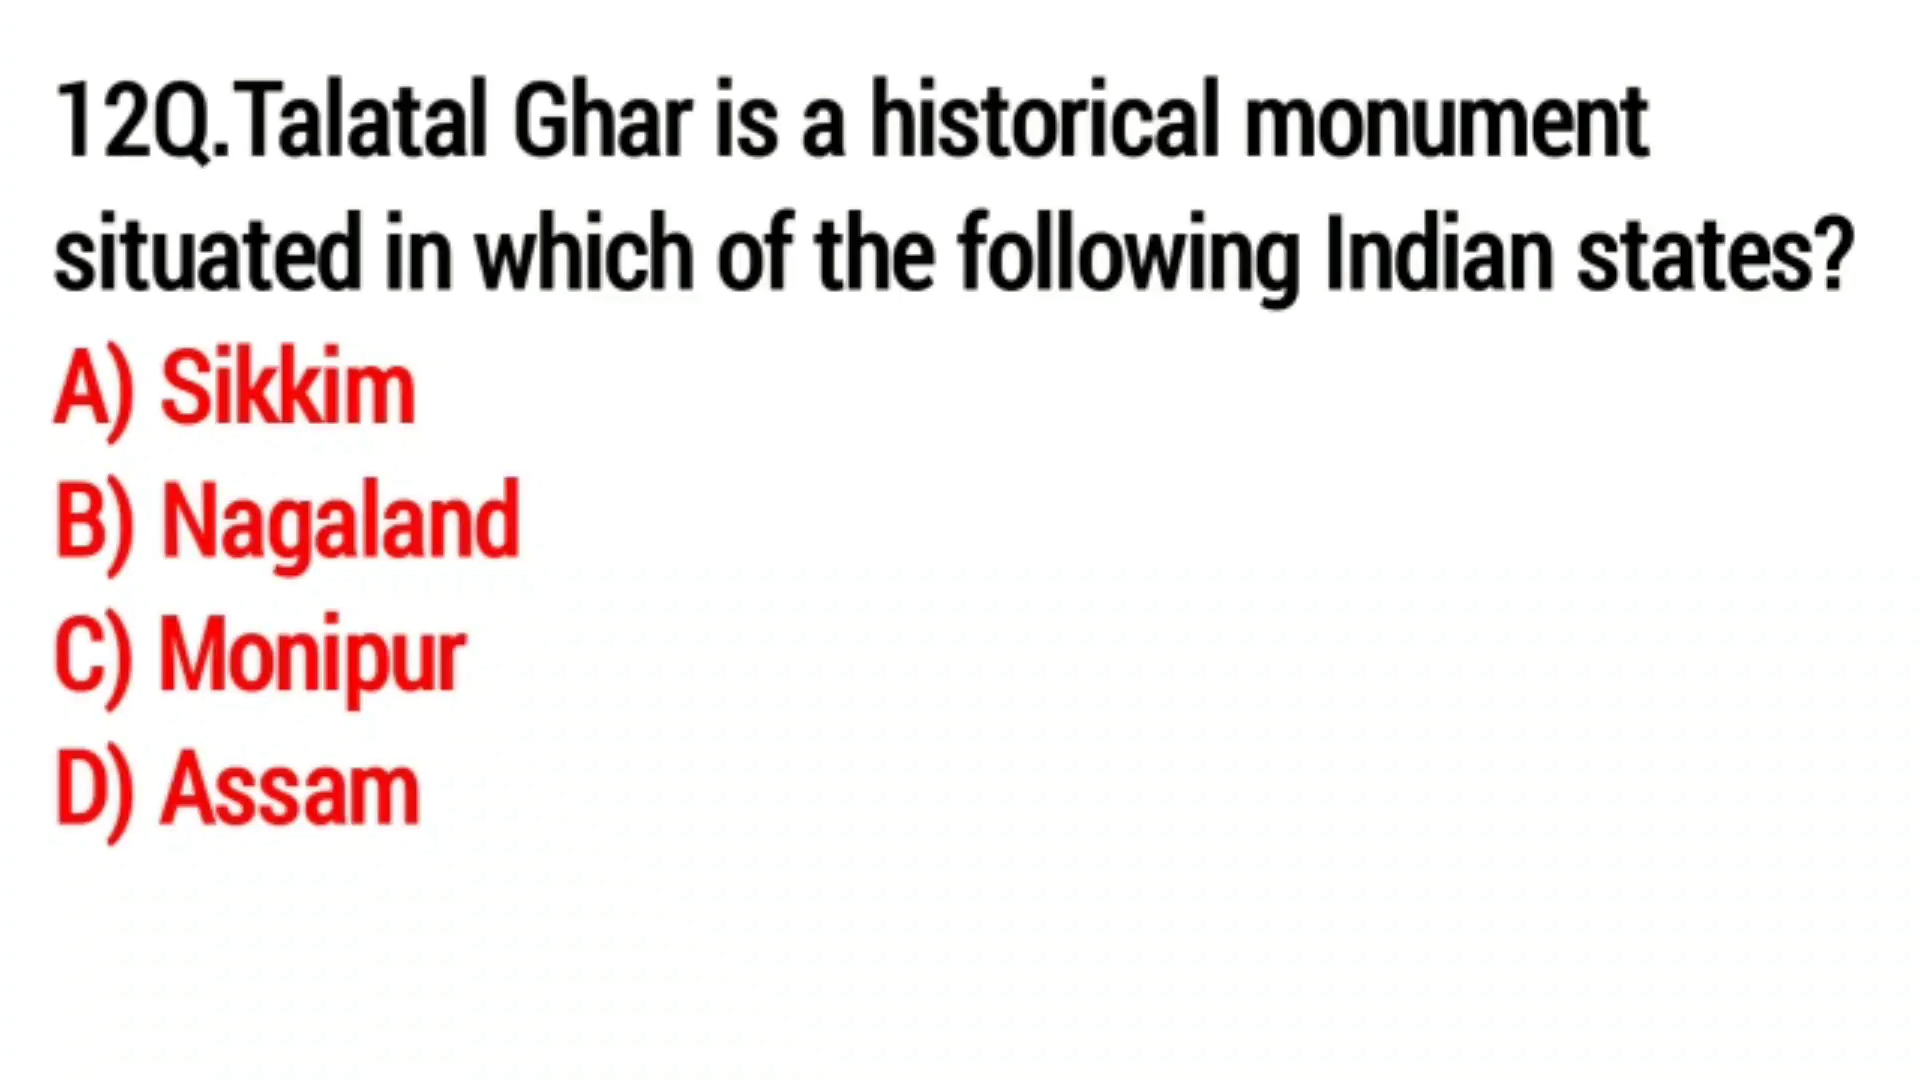 12Q.Talatal Ghar is a historical monument
situated in which of the following Indian states?
A) Sikkim
B) Nagaland
C) Monipur
D) Assam